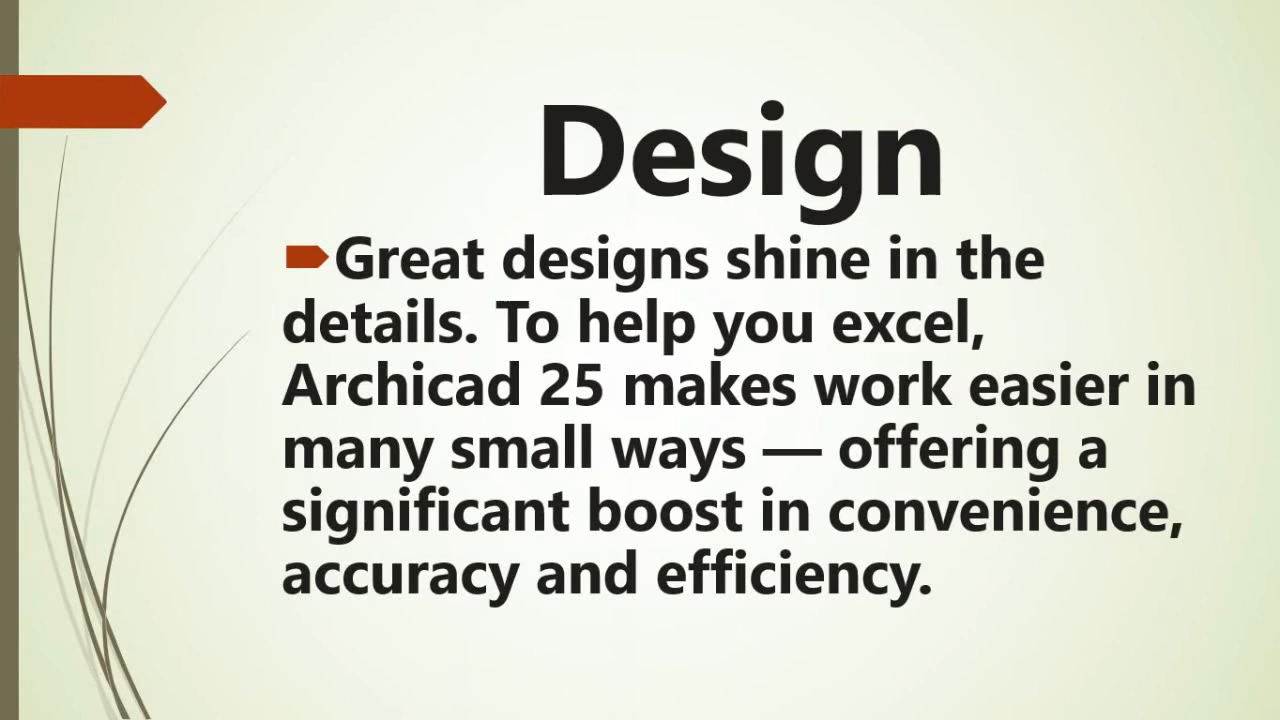 Design
Great designs shine in the
details. To help you excel,
Archicad 25 makes work easier in
many small ways — offering a
significant boost in convenience,
accuracy and efficiency.